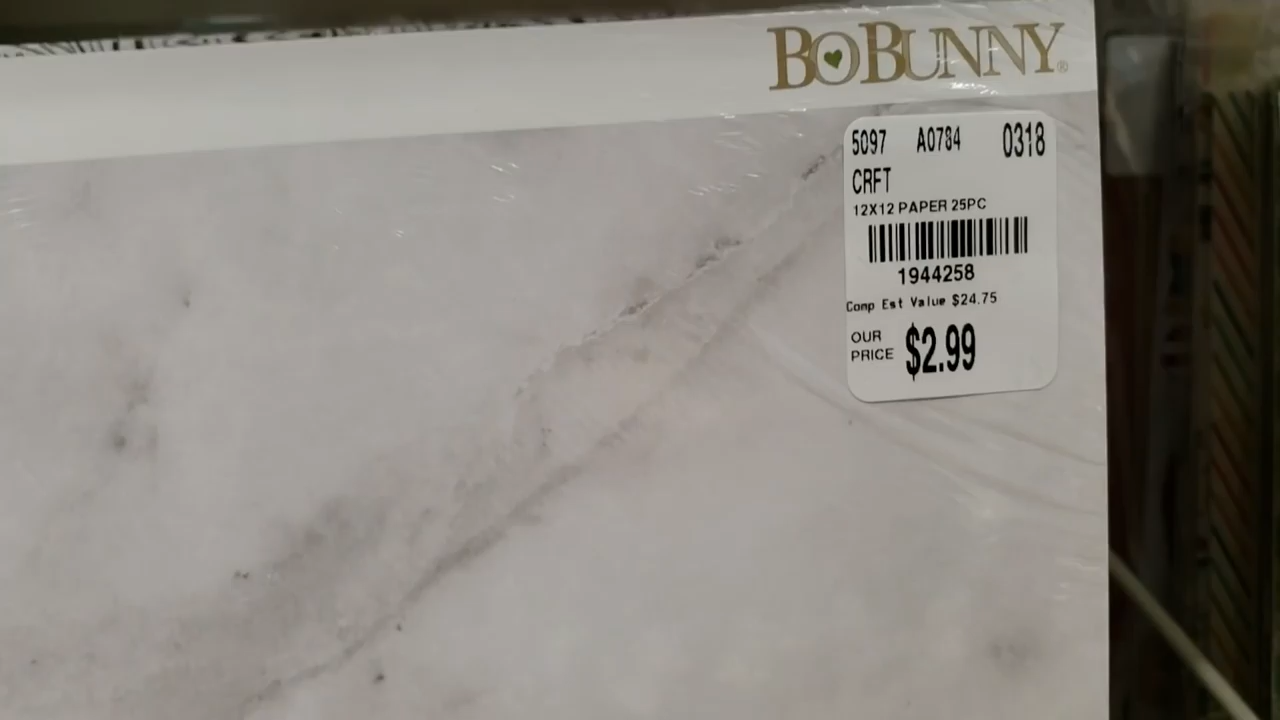 BOBUNNY®
5097 A0784 0318
CRFT
12X12 PAPER 25PC
1944258
Comp Est Value $24.75
OUR PRICE $2.99